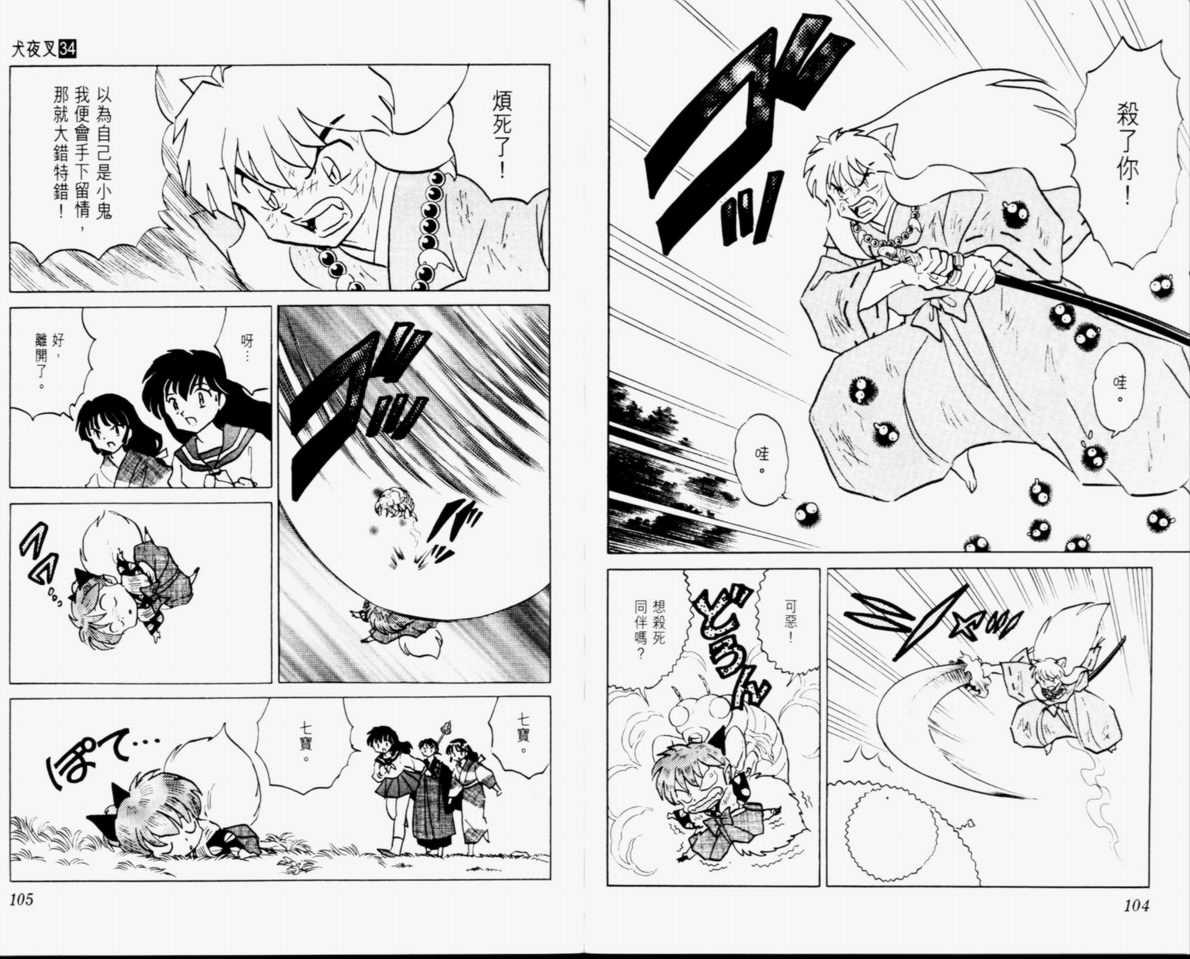 殺了你！
哇。
哇。
可惡！
想殺死
同伴嗎？
どろん
104
犬夜叉34
煩死了！
以為自己是小鬼
我便會手下留情，
那就大錯特錯！
呀…
好，
離開了。
七寶。
七寶。
ぽて…
105